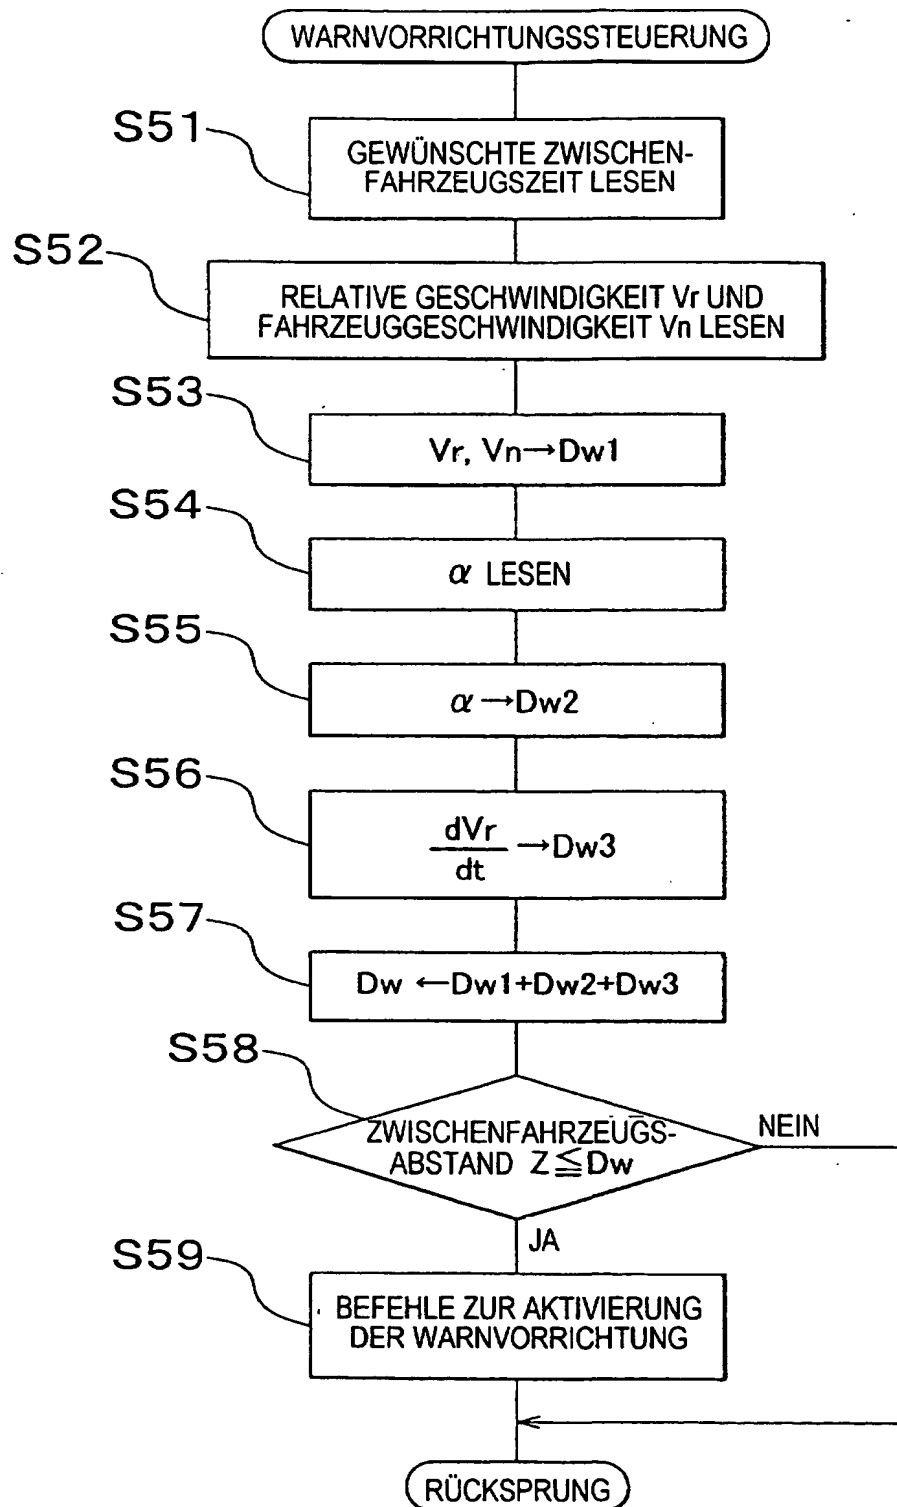 WARNVORRICHTUNGSSTEUERUNG
S51
GEWÜNSCHTE ZWISCHEN-
FAHRZEUGSZEIT LESEN
S52
RELATIVE GESCHWINDIGKEIT Vr UND
FAHRZEUGGESCHWINDIGKEIT Vn LESEN
S53
Vr, Vn→Dw1
S54
α LESEN
S55
α→Dw2
S56
dVr
dt
→Dw3
S57
Dw ←Dw1+Dw2+Dw3
S58
ZWISCHENFAHRZEUGS-
ABSTAND Z≦Dw
NEIN
JA
S59
BEFEHLE ZUR AKTIVIERUNG
DER WARNVORRICHTUNG
RÜCKSPRUNG